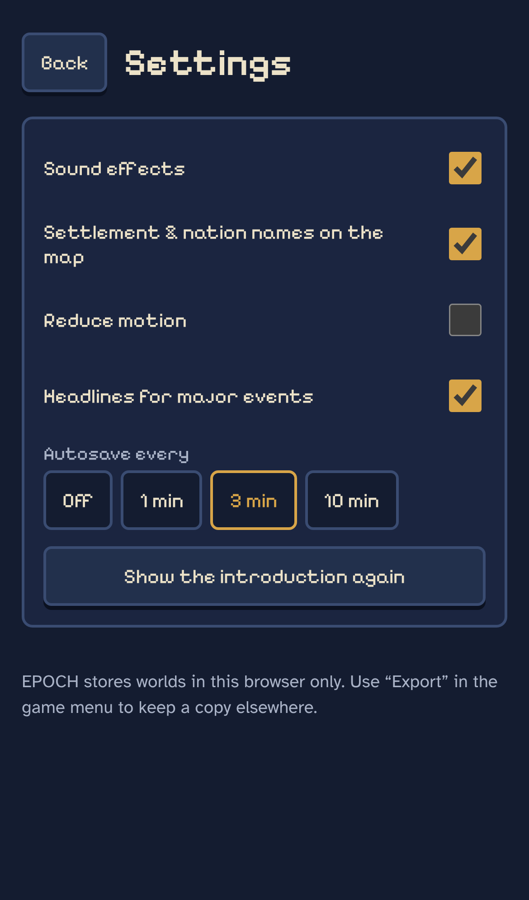 Back
Settings
Sound effects
Settlement & nation names on the
map
Reduce motion
Headlines for major events
Autosave every
Off
1 min
3 min
10 min
Show the introduction again
EPOCH stores worlds in this browser only. Use “Export” in the
game menu to keep a copy elsewhere.